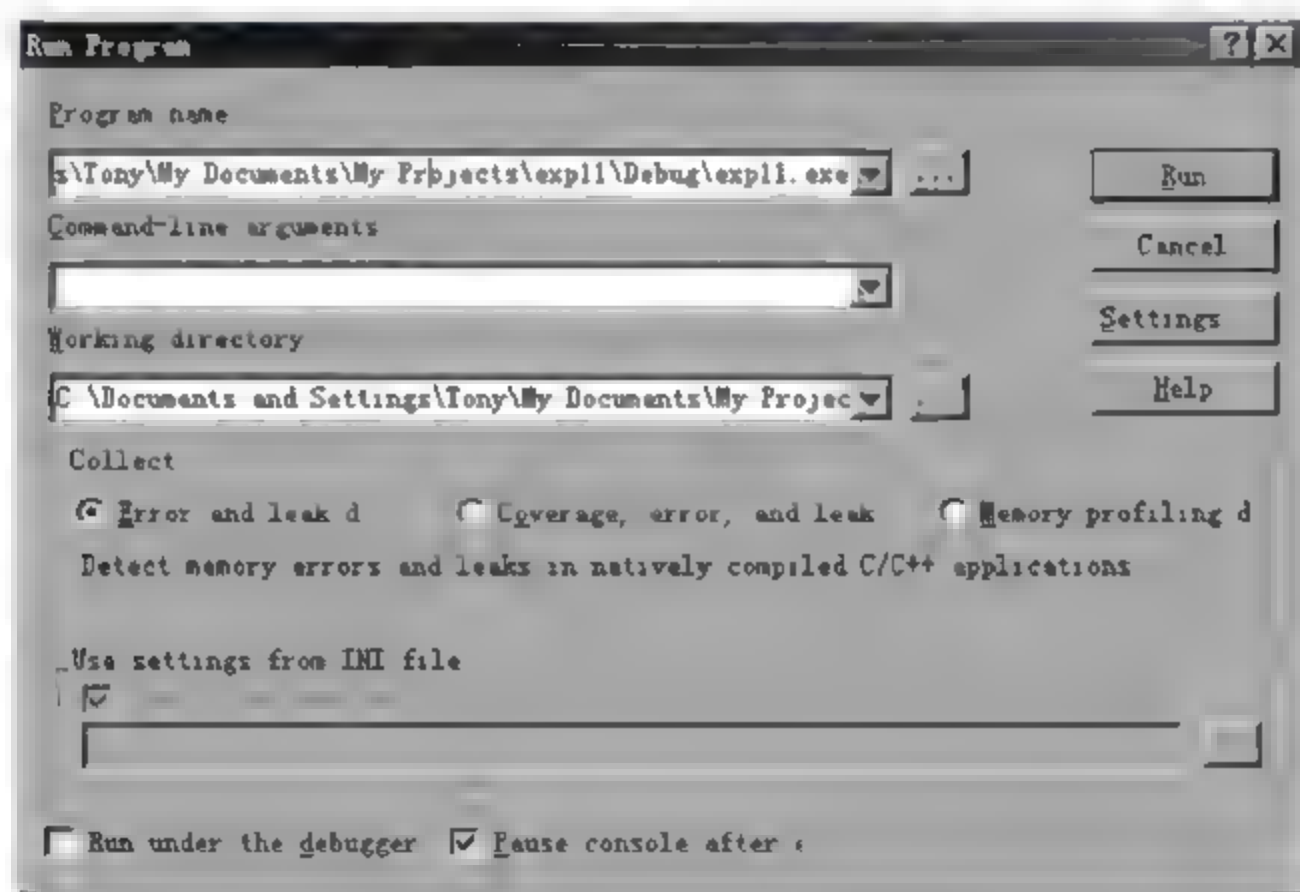 Run Program
Program name
s\Tony\My Documents\My Projects\expl1\Debug\expl1.exe
...
Run
Command-line arguments
Cancel
Working directory
Settings
C \Documents and Settings\Tony\My Documents\My Projec
Help
Collect
Error and leak d
Coverage, error, and leak
Memory profiling d
Detect memory errors and leaks in natively compiled C/C++ applications
Use settings from INI file
Run under the debugger
Pause console after